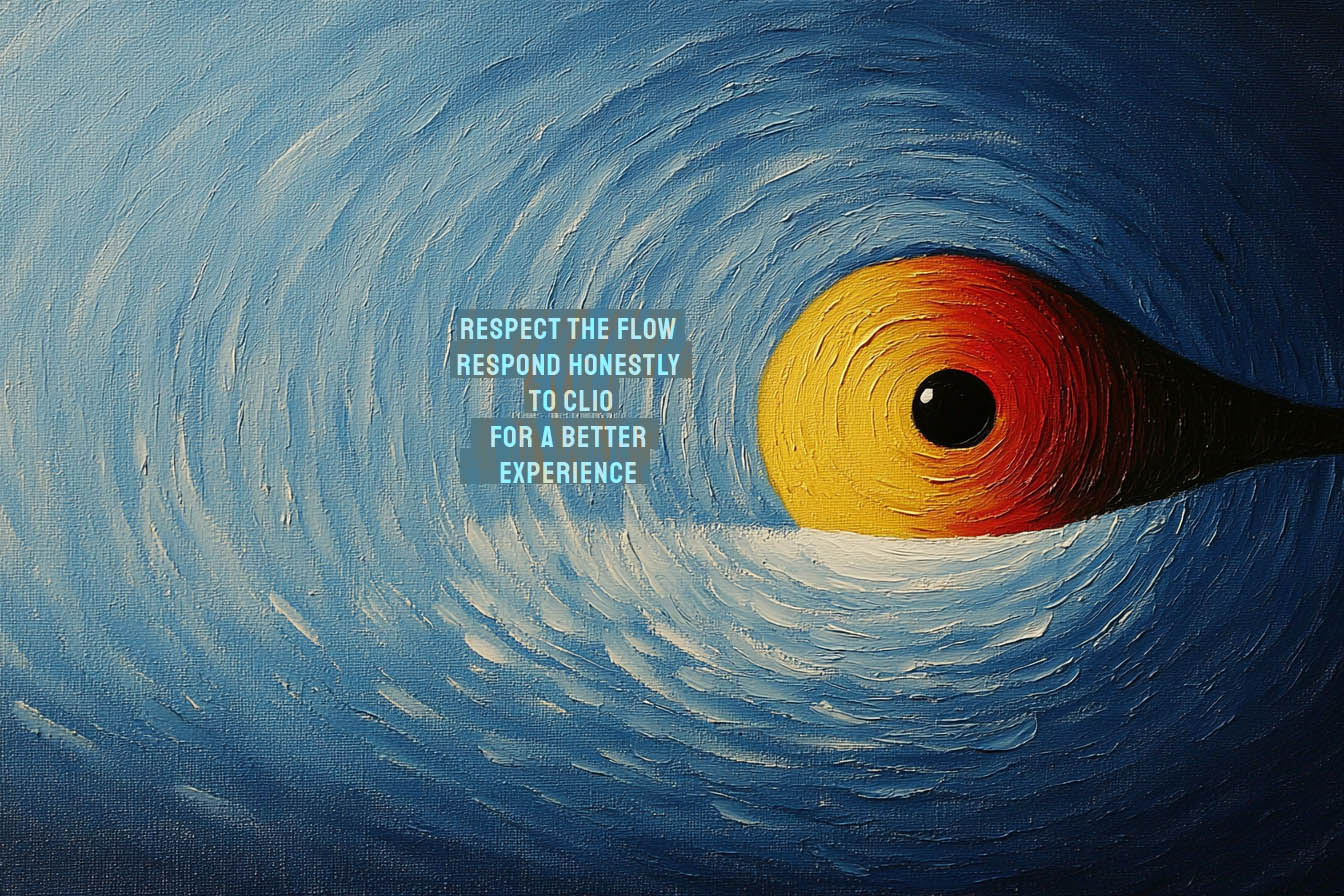 RESPECT THE FLOW
RESPOND HONESTLY
TO CLIO
FOR A BETTER
EXPERIENCE